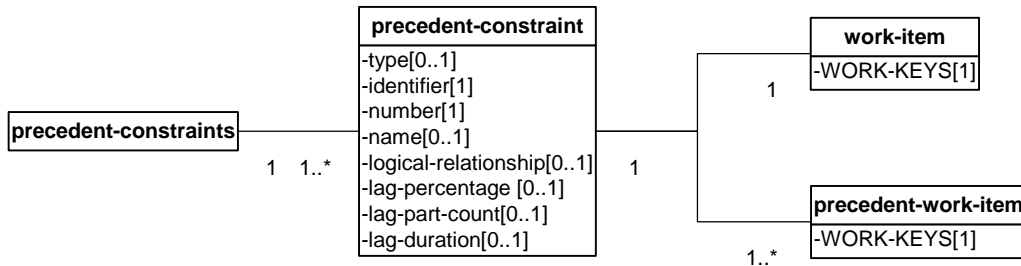 precedent-constraints
1
1..*
precedent-constraint
-type[0..1]
-identifier[1]
-number[1]
-name[0..1]
-logical-relationship[0..1]
-lag-percentage [0..1]
-lag-part-count[0..1]
-lag-duration[0..1]
1
work-item
-WORK-KEYS[1]
1
precedent-work-item
-WORK-KEYS[1]
1..*